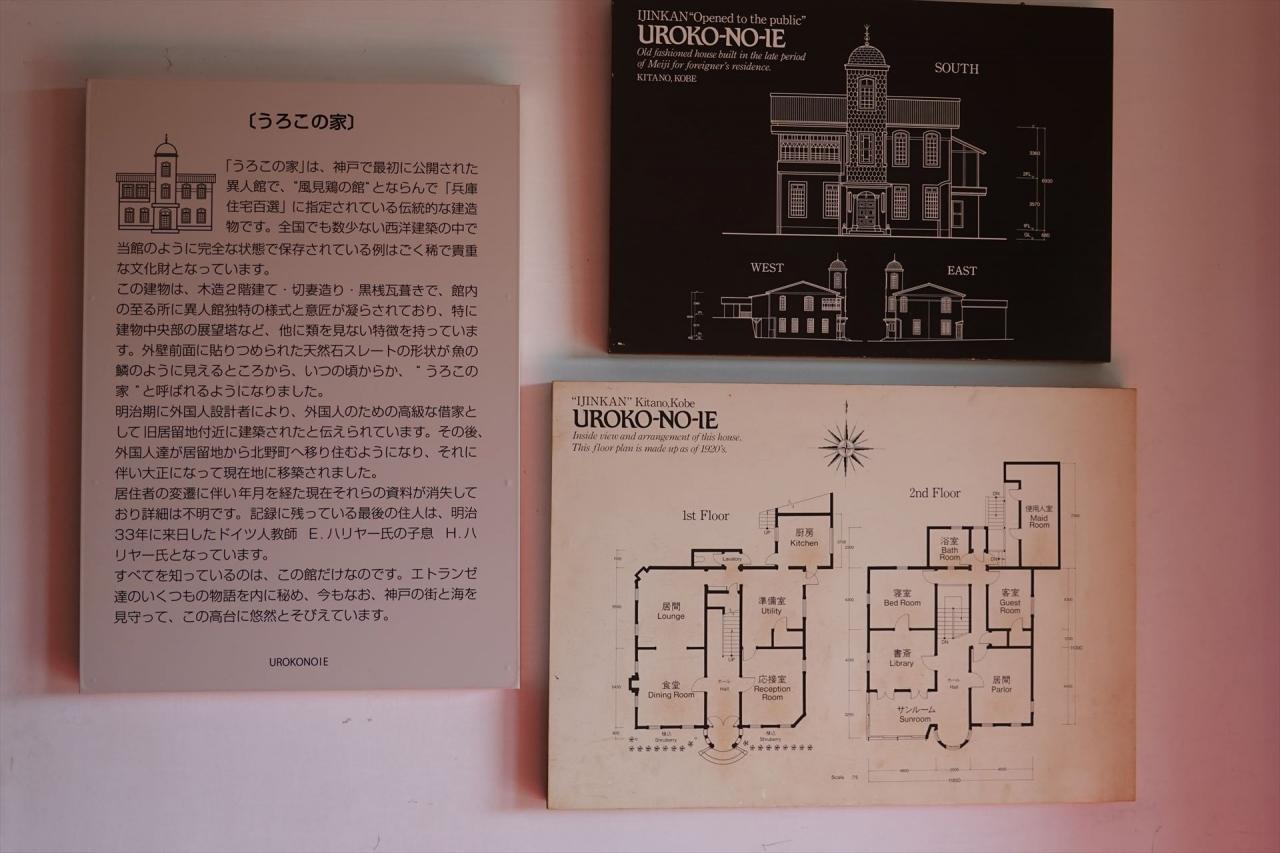 〔うろこの家〕
「うろこの家」は、神戸で最初に公開された
異人館で、“風見鶏の館”とならんで「兵庫
住宅百選」に指定されている伝統的な建造
物です。全国でも数少ない西洋建築の中で
当館のように完全な状態で保存されている例はごく稀で貴重
な文化財となっています。
この建物は、木造2階建て・切妻造り・黒桟瓦葺きで、館内
の至る所に異人館独特の様式と意匠が凝らされており、特に
建物中央部の展望塔など、他に類を見ない特徴を持っていま
す。外壁前面に貼りつめられた天然石スレートの形状が魚の
鱗のように見えるところから、いつの頃からか、“うろこの
家”と呼ばれるようになりました。
明治期に外国人設計者により、外国人のための高級な借家と
して旧居留地付近に建築されたと伝えられています。その後、
外国人達が居留地から北野町へ移り住むようになり、それに
伴い大正になって現在地に移築されました。
居住者の変遷に伴い年月を経た現在それらの資料が消失して
おり詳細は不明です。記録に残っている最後の住人は、明治
33年に来日したドイツ人教師 E.ハリヤー氏の子息 H.ハ
リヤー氏となっています。
すべてを知っているのは、この館だけなのです。エトランゼ
達のいくつもの物語を内に秘め、今もなお、神戸の街と海を
見守って、この高台に悠然とそびえています。
UROKONOIE
IJINKAN “Opened to the public”
UROKO-NO-IE
Old fashioned house built in the late period
of Meiji for foreigner's residence.
KITANO, KOBE
SOUTH
3360
2FL
6930
3570
1FL
GL
680
WEST
EAST
“IJINKAN” Kitano,Kobe
UROKO-NO-IE
Inside view and arrangement of this house.
This floor plan is made up as of 1920's.
1st Floor
UP
厨房
Kitchen
Lavatory
居間
Lounge
準備室
Utility
UP
食堂
Dining Room
ホール
Hall
応接室
Reception
Room
植込
Shruberry
植込
Shruberry
2nd Floor
DN
使用人室
Maid
Room
浴室
Bath
Room
DN
寝室
Bed Room
客室
Guest
Room
DN
書斎
Library
ホール
Hall
居間
Parlor
サンルーム
Sunroom
Scale